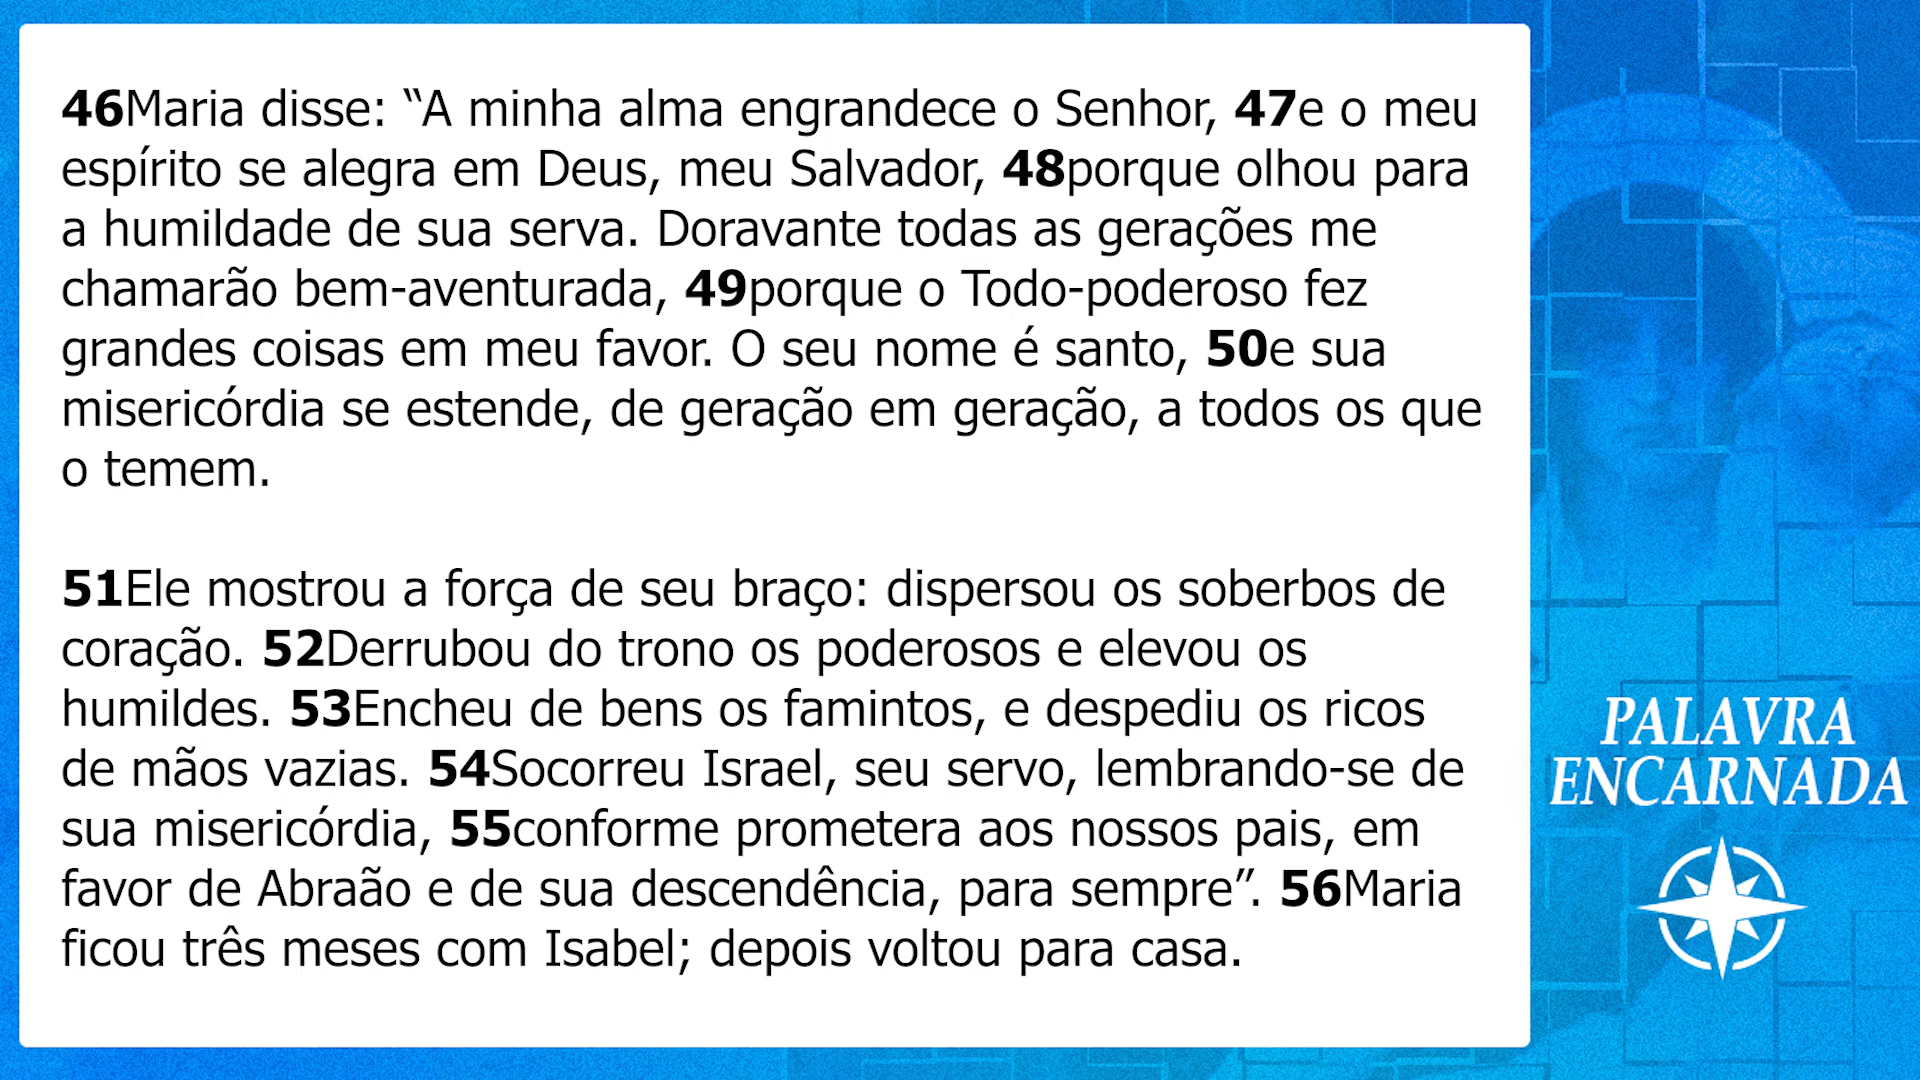 46Maria disse: “A minha alma engrandece o Senhor, 47e o meu
espírito se alegra em Deus, meu Salvador, 48porque olhou para
a humildade de sua serva. Doravante todas as gerações me
chamarão bem-aventurada, 49porque o Todo-poderoso fez
grandes coisas em meu favor. O seu nome é santo, 50e sua
misericórdia se estende, de geração em geração, a todos os que
o temem.
51Ele mostrou a força de seu braço: dispersou os soberbos de
coração. 52Derrubou do trono os poderosos e elevou os
humildes. 53Encheu de bens os famintos, e despediu os ricos
de mãos vazias. 54Socorreu Israel, seu servo, lembrando-se de
sua misericórdia, 55conforme prometera aos nossos pais, em
favor de Abraão e de sua descendência, para sempre”. 56Maria
ficou três meses com Isabel; depois voltou para casa.
PALAVRA
ENCARNADA